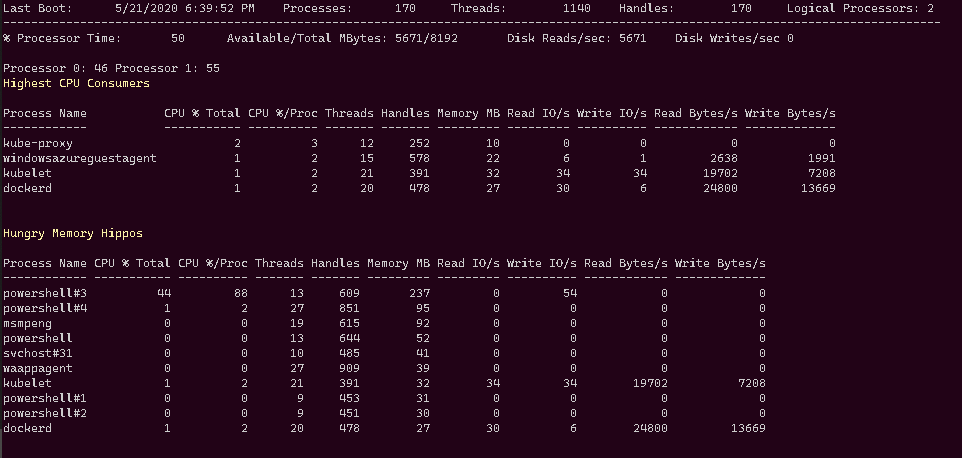 Last Boot: 5/21/2020 6:39:52 PM Processes: 170 Threads: 1140 Handles: 170 Logical Processors: 2
% Processor Time: 50 Available/Total MBytes: 5671/8192 Disk Reads/sec: 5671 Disk Writes/sec 0
Processor 0: 46 Processor 1: 55
Highest CPU Consumers
Process Name CPU % Total CPU %/Proc Threads Handles Memory MB Read IO/s Write IO/s Read Bytes/s Write Bytes/s
kube-proxy 2 3 12 252 10 0 0 0 0
windowsazureguestagent 1 2 15 578 22 6 1 2638 1991
kubelet 1 2 21 391 32 34 34 19702 7208
dockerd 1 2 20 478 27 30 6 24800 13669
Hungry Memory Hippos
Process Name CPU % Total CPU %/Proc Threads Handles Memory MB Read IO/s Write IO/s Read Bytes/s Write Bytes/s
powershell#3 44 88 13 609 237 0 54 0 0
powershell#4 1 2 27 851 95 0 0 0 0
msmpeng 0 0 19 615 92 0 0 0 0
powershell 0 0 13 644 52 0 0 0 0
svchost#31 0 0 10 485 41 0 0 0 0
waappagent 0 0 27 909 39 0 0 0 0
kubelet 1 2 21 391 32 34 34 19702 7208
powershell#1 0 0 9 453 31 0 0 0 0
powershell#2 0 0 9 451 30 0 0 0 0
dockerd 1 2 20 478 27 30 6 24800 13669